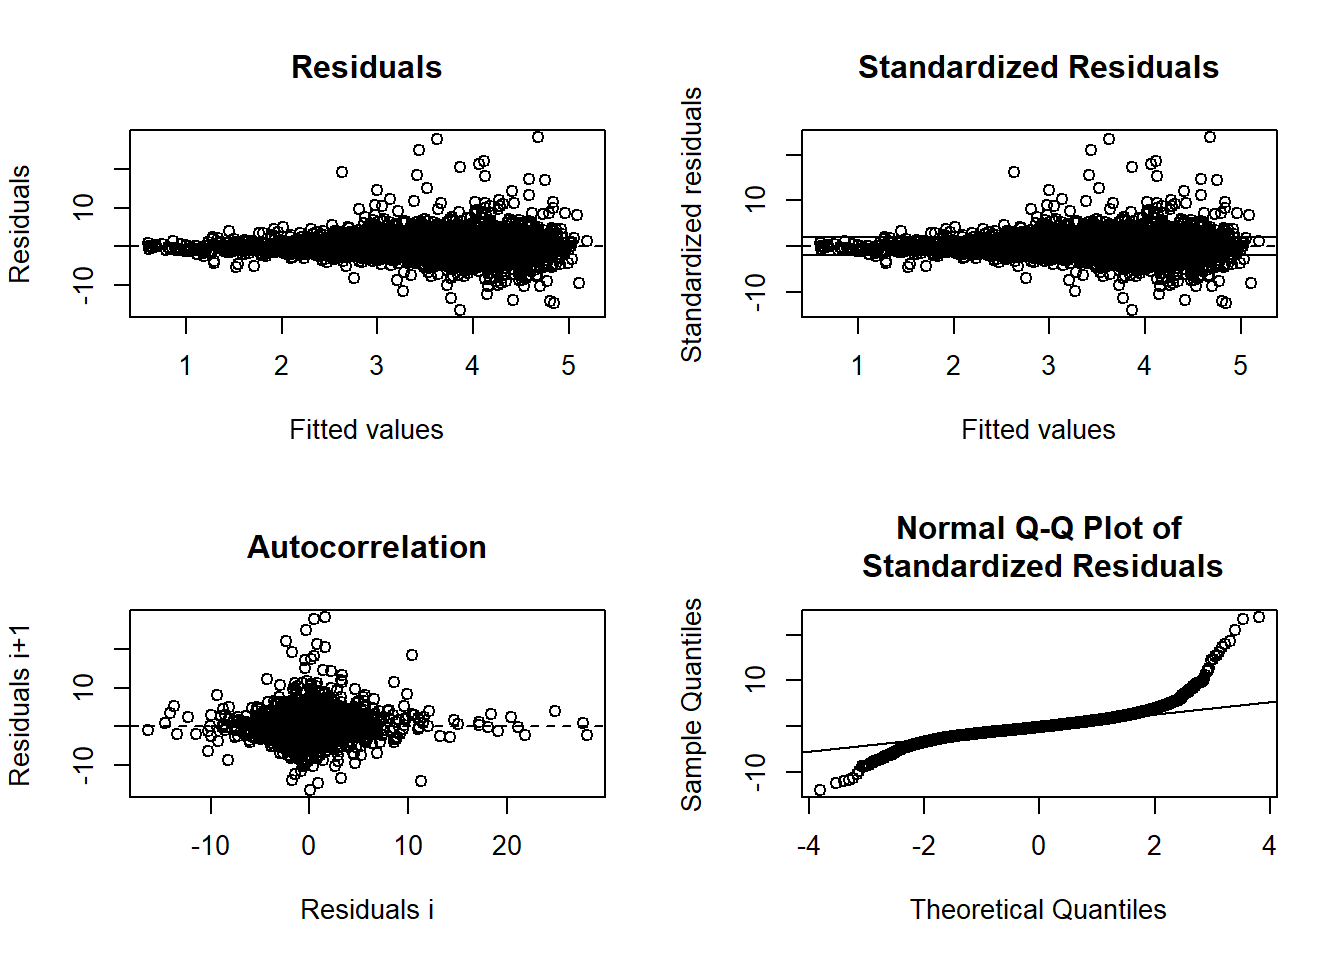 Residuals
Residuals
10
-10
1 2 3 4 5
Fitted values
Standardized Residuals
Standardized residuals
10
-10
1 2 3 4 5
Fitted values
Autocorrelation
Residuals i+1
10
-10
-10 0 10 20
Residuals i
Normal Q-Q Plot of
Standardized Residuals
Sample Quantiles
10
-10
-4 -2 0 2 4
Theoretical Quantiles